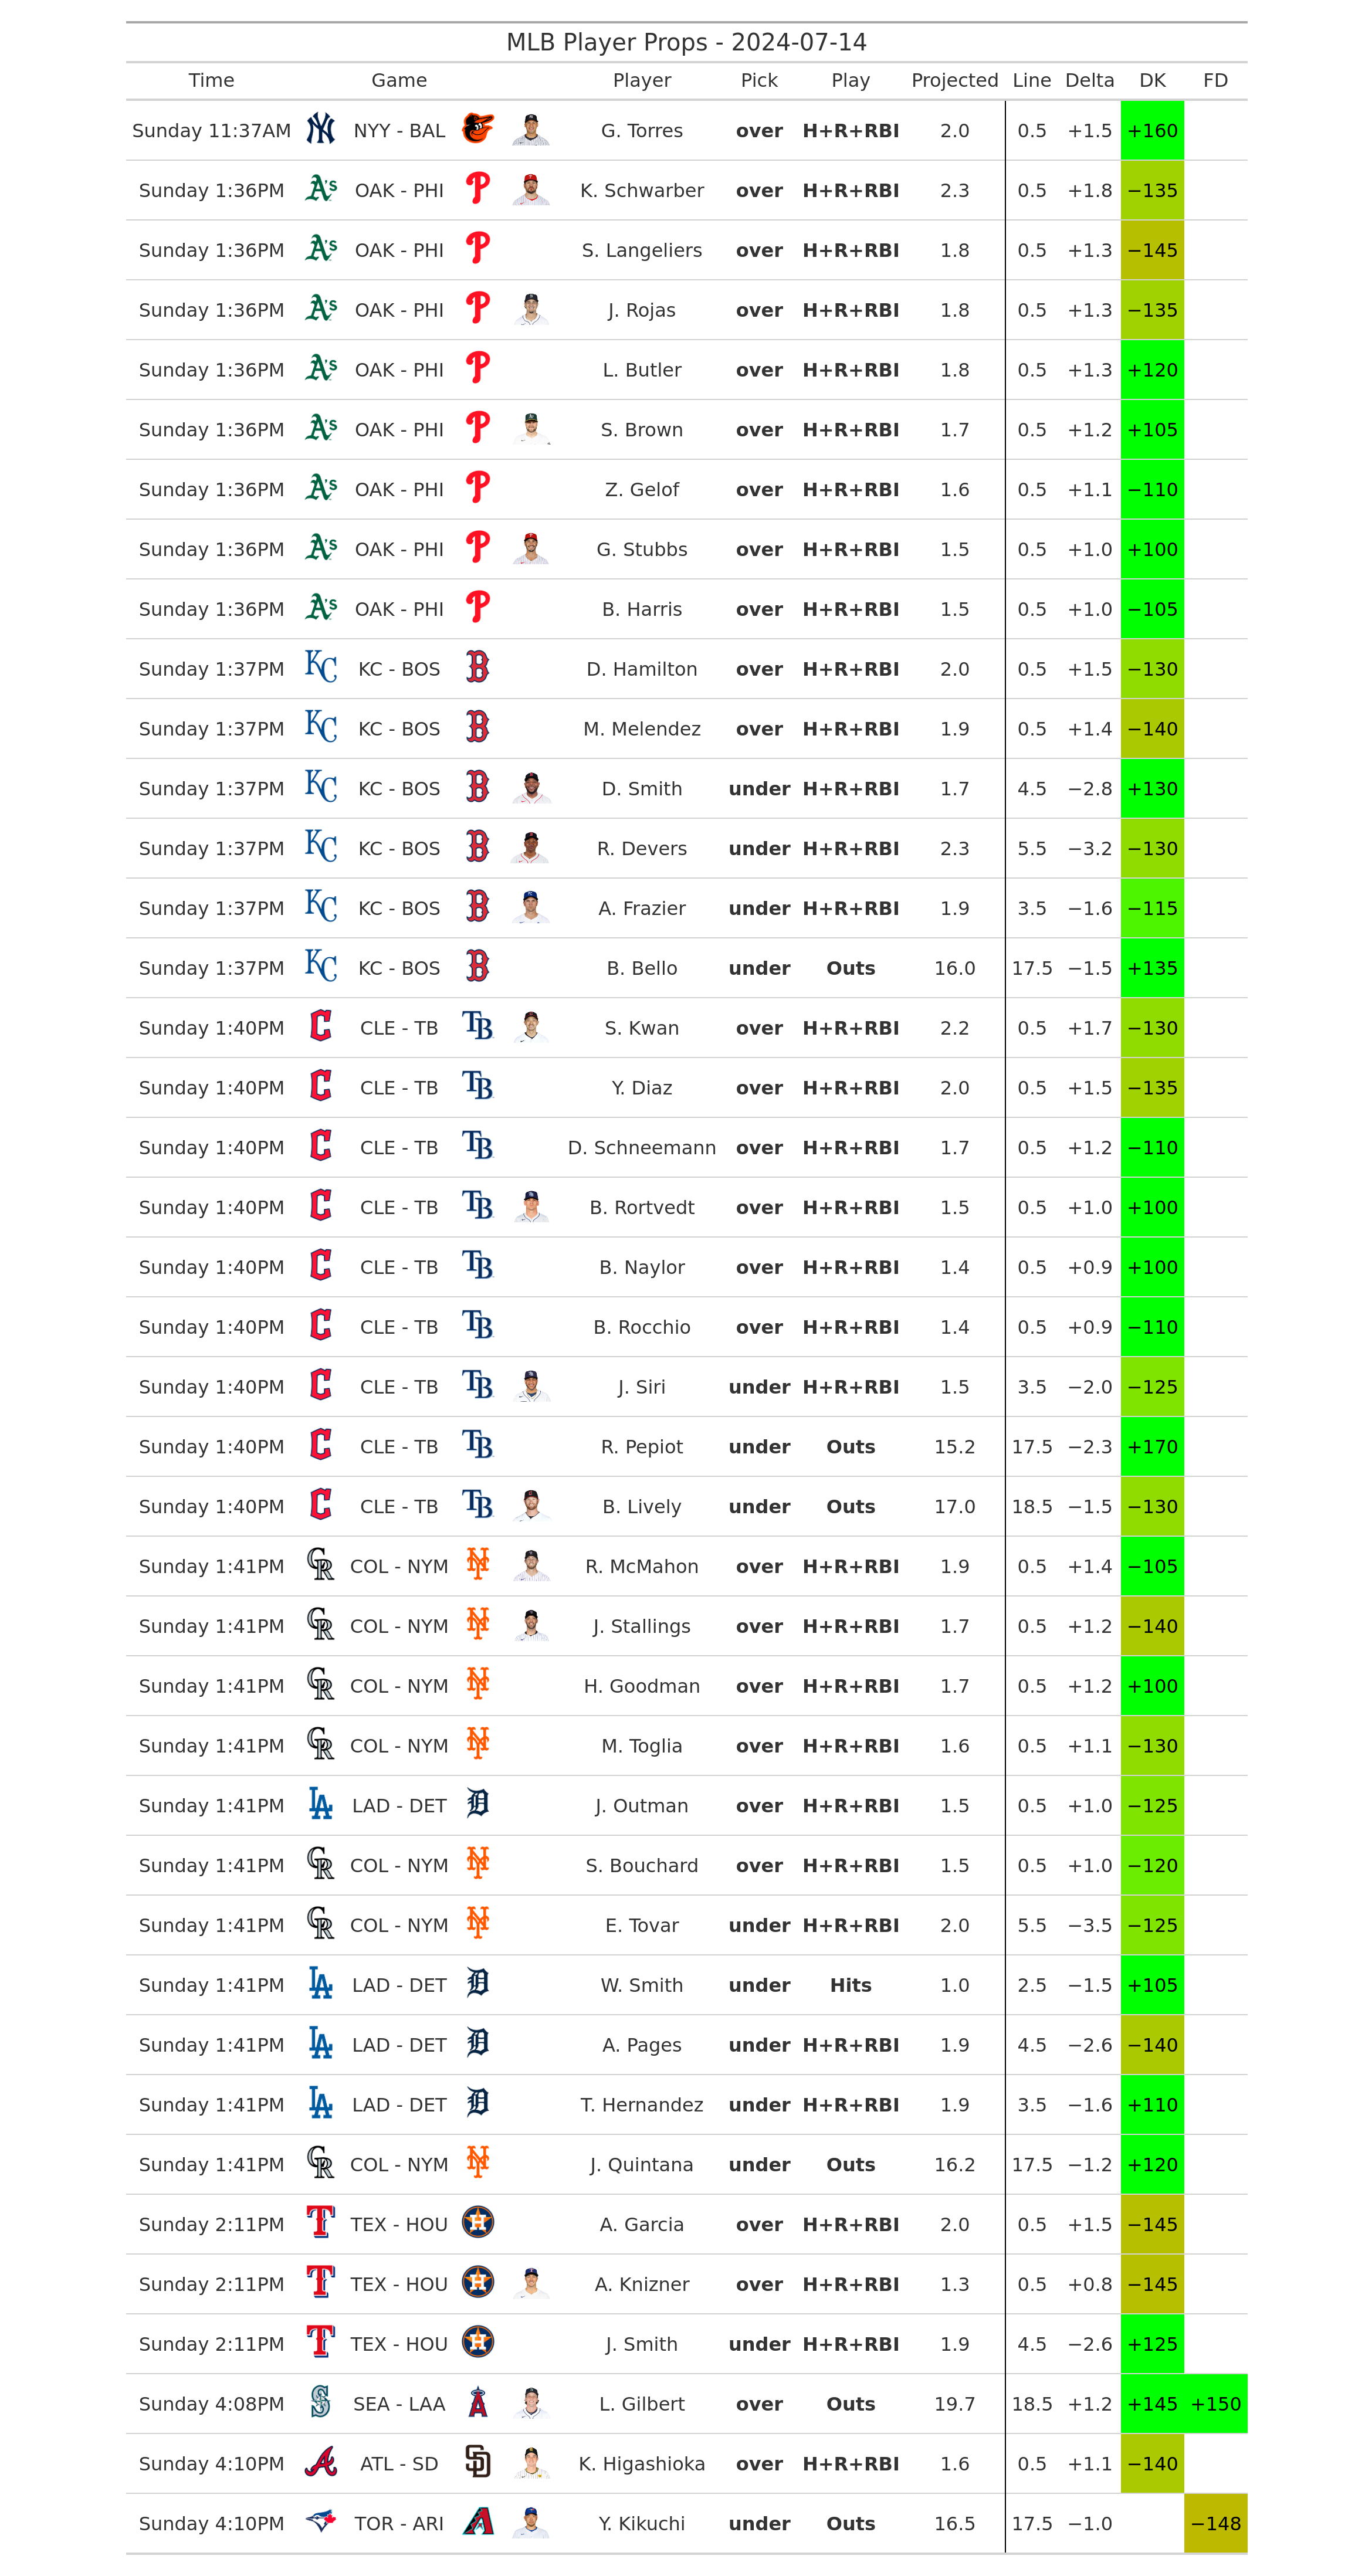 MLB Player Props - 2024-07-14
Time Game Player Pick Play Projected Line Delta DK FD
Sunday 11:37AM NYY - BAL G. Torres over H+R+RBI 2.0 0.5 +1.5 +160
Sunday 1:36PM OAK - PHI K. Schwarber over H+R+RBI 2.3 0.5 +1.8 −135
Sunday 1:36PM OAK - PHI S. Langeliers over H+R+RBI 1.8 0.5 +1.3 −145
Sunday 1:36PM OAK - PHI J. Rojas over H+R+RBI 1.8 0.5 +1.3 −135
Sunday 1:36PM OAK - PHI L. Butler over H+R+RBI 1.8 0.5 +1.3 +120
Sunday 1:36PM OAK - PHI S. Brown over H+R+RBI 1.7 0.5 +1.2 +105
Sunday 1:36PM OAK - PHI Z. Gelof over H+R+RBI 1.6 0.5 +1.1 −110
Sunday 1:36PM OAK - PHI G. Stubbs over H+R+RBI 1.5 0.5 +1.0 +100
Sunday 1:36PM OAK - PHI B. Harris over H+R+RBI 1.5 0.5 +1.0 −105
Sunday 1:37PM KC - BOS D. Hamilton over H+R+RBI 2.0 0.5 +1.5 −130
Sunday 1:37PM KC - BOS M. Melendez over H+R+RBI 1.9 0.5 +1.4 −140
Sunday 1:37PM KC - BOS D. Smith under H+R+RBI 1.7 4.5 −2.8 +130
Sunday 1:37PM KC - BOS R. Devers under H+R+RBI 2.3 5.5 −3.2 −130
Sunday 1:37PM KC - BOS A. Frazier under H+R+RBI 1.9 3.5 −1.6 −115
Sunday 1:37PM KC - BOS B. Bello under Outs 16.0 17.5 −1.5 +135
Sunday 1:40PM CLE - TB S. Kwan over H+R+RBI 2.2 0.5 +1.7 −130
Sunday 1:40PM CLE - TB Y. Diaz over H+R+RBI 2.0 0.5 +1.5 −135
Sunday 1:40PM CLE - TB D. Schneemann over H+R+RBI 1.7 0.5 +1.2 −110
Sunday 1:40PM CLE - TB B. Rortvedt over H+R+RBI 1.5 0.5 +1.0 +100
Sunday 1:40PM CLE - TB B. Naylor over H+R+RBI 1.4 0.5 +0.9 +100
Sunday 1:40PM CLE - TB B. Rocchio over H+R+RBI 1.4 0.5 +0.9 −110
Sunday 1:40PM CLE - TB J. Siri under H+R+RBI 1.5 3.5 −2.0 −125
Sunday 1:40PM CLE - TB R. Pepiot under Outs 15.2 17.5 −2.3 +170
Sunday 1:40PM CLE - TB B. Lively under Outs 17.0 18.5 −1.5 −130
Sunday 1:41PM COL - NYM R. McMahon over H+R+RBI 1.9 0.5 +1.4 −105
Sunday 1:41PM COL - NYM J. Stallings over H+R+RBI 1.7 0.5 +1.2 −140
Sunday 1:41PM COL - NYM H. Goodman over H+R+RBI 1.7 0.5 +1.2 +100
Sunday 1:41PM COL - NYM M. Toglia over H+R+RBI 1.6 0.5 +1.1 −130
Sunday 1:41PM LAD - DET J. Outman over H+R+RBI 1.5 0.5 +1.0 −125
Sunday 1:41PM COL - NYM S. Bouchard over H+R+RBI 1.5 0.5 +1.0 −120
Sunday 1:41PM COL - NYM E. Tovar under H+R+RBI 2.0 5.5 −3.5 −125
Sunday 1:41PM LAD - DET W. Smith under Hits 1.0 2.5 −1.5 +105
Sunday 1:41PM LAD - DET A. Pages under H+R+RBI 1.9 4.5 −2.6 −140
Sunday 1:41PM LAD - DET T. Hernandez under H+R+RBI 1.9 3.5 −1.6 +110
Sunday 1:41PM COL - NYM J. Quintana under Outs 16.2 17.5 −1.2 +120
Sunday 2:11PM TEX - HOU A. Garcia over H+R+RBI 2.0 0.5 +1.5 −145
Sunday 2:11PM TEX - HOU A. Knizner over H+R+RBI 1.3 0.5 +0.8 −145
Sunday 2:11PM TEX - HOU J. Smith under H+R+RBI 1.9 4.5 −2.6 +125
Sunday 4:08PM SEA - LAA L. Gilbert over Outs 19.7 18.5 +1.2 +145 +150
Sunday 4:10PM ATL - SD K. Higashioka over H+R+RBI 1.6 0.5 +1.1 −140
Sunday 4:10PM TOR - ARI Y. Kikuchi under Outs 16.5 17.5 −1.0 −148